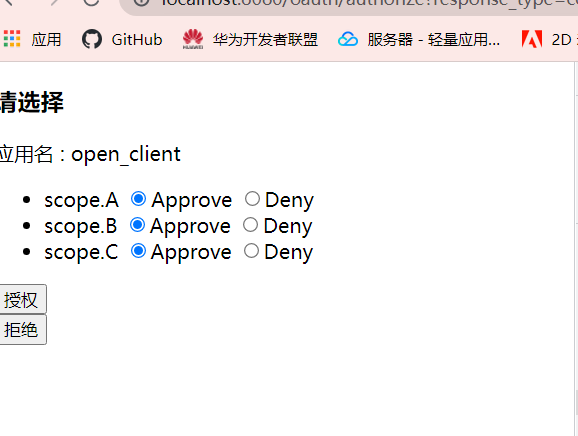 localhost:8080/oauth/authorize?response_type=co
应用 GitHub 华为开发者联盟 服务器 - 轻量应用... 2D
请选择
应用名 : open_client
scope.A Approve Deny
scope.B Approve Deny
scope.C Approve Deny
授权
拒绝